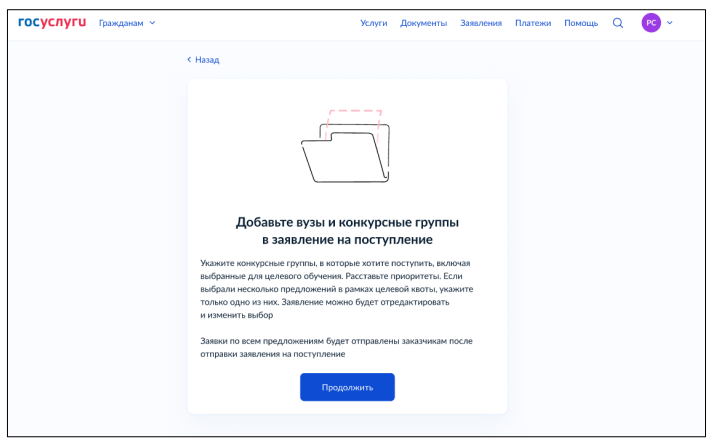 госуслуги Гражданам Услуги Документы Заявления Платежи Помощь РС
Назад
Добавьте вузы и конкурсные группы
в заявление на поступление
Укажите конкурсные группы, в которые хотите поступить, включая
выбранные для целевого обучения. Расставьте приоритеты. Если
выбрали несколько предложений в рамках целевой квоты, укажите
только одно из них. Заявление можно будет отредактировать
и изменить выбор
Заявки по всем предложениям будет отправлены заказчикам после
отправки заявления на поступление
Продолжить